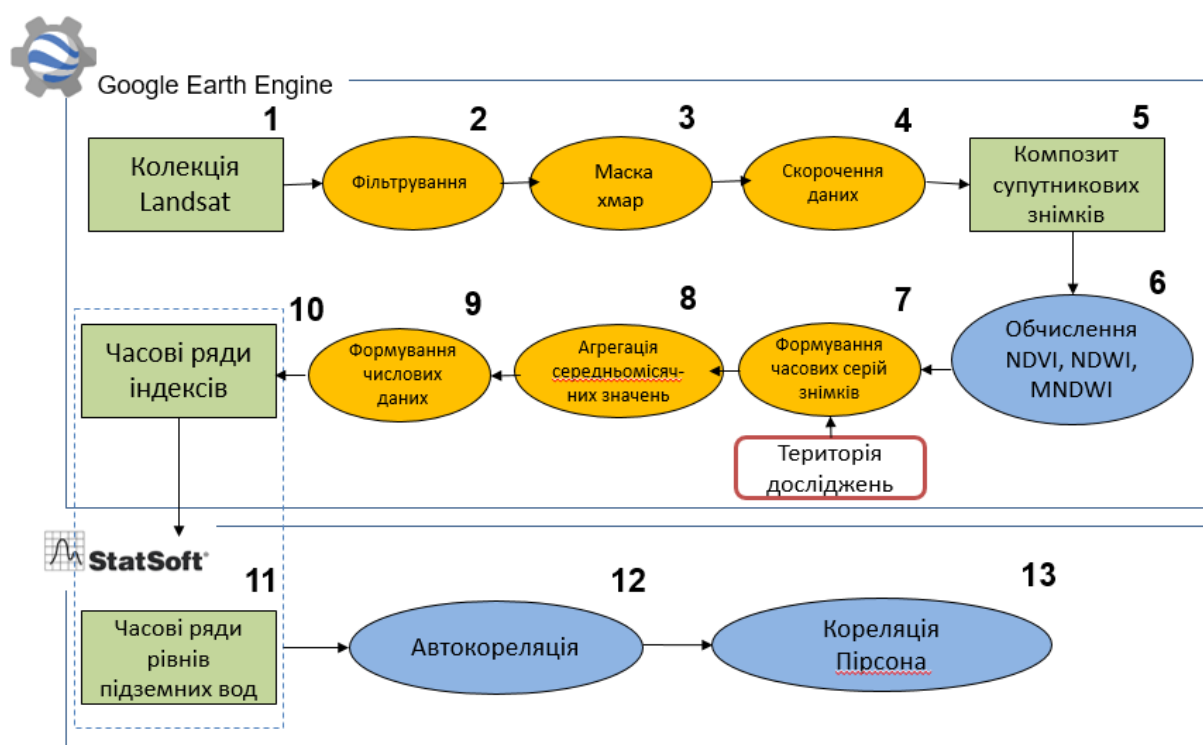 Google Earth Engine
1
2
3
4
5
Колекція
Landsat
Фільтрування
Маска
хмар
Скорочення
даних
Композит
супутникових
знімків
10
9
8
7
6
Часові ряди
індексів
Формування
числових
даних
Агрегація
середньомісяч-
них значень
Формування
часових серій
знімків
Обчислення
NDVI, NDWI,
MNDWI
Територія
досліджень
StatSoft
11
12
13
Часові ряди
рівнів
підземних вод
Автокореляція
Кореляція
Пірсона